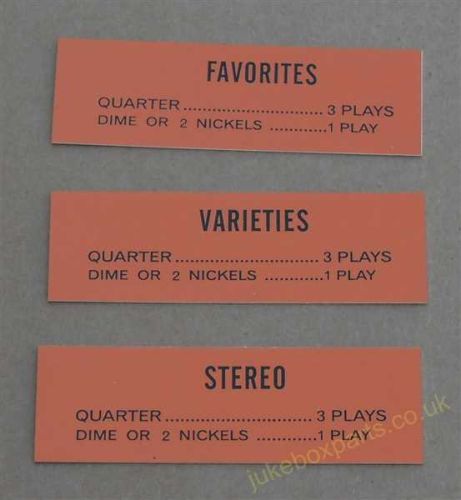 FAVORITES
QUARTER .............................. 3 PLAYS
DIME OR 2 NICKELS ............1 PLAY
VARIETIES
QUARTER .............................. 3 PLAYS
DIME OR 2 NICKELS ............1 PLAY
STEREO
QUARTER .............................. 3 PLAYS
DIME OR 2 NICKELS ............1 PLAY
jukeboxparts.co.uk